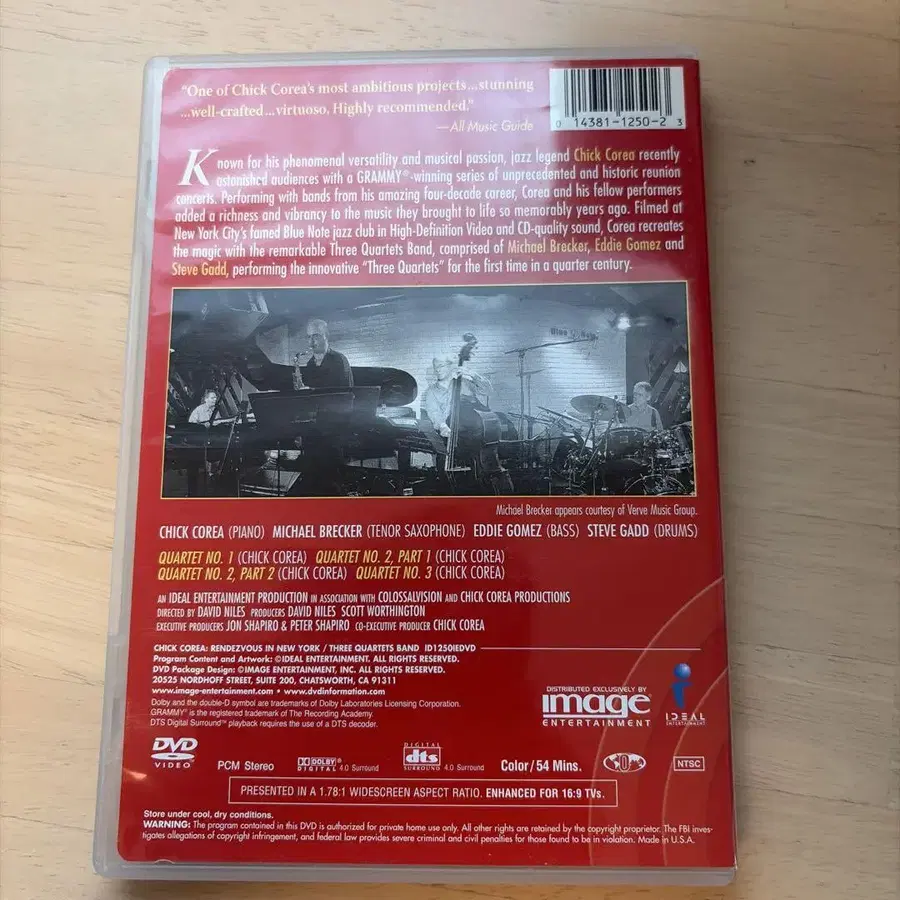 “One of Chick Corea’s most ambitious projects...stunning
...well-crafted...virtuoso. Highly recommended.”
—All Music Guide
0 14381-1250-2 3
Known for his phenomenal versatility and musical passion, jazz legend Chick Corea recently
astonished audiences with a GRAMMY®-winning series of unprecedented and historic reunion
concerts. Performing with bands from his amazing four-decade career, Corea and his fellow performers
added a richness and vibrancy to the music they brought to life so memorably years ago. Filmed at
New York City’s famed Blue Note jazz club in High-Definition Video and CD-quality sound, Corea recreates
the magic with the remarkable Three Quartets Band, comprised of Michael Brecker, Eddie Gomez and
Steve Gadd, performing the innovative “Three Quartets” for the first time in a quarter century.
Michael Brecker appears courtesy of Verve Music Group.
CHICK COREA (PIANO) MICHAEL BRECKER (TENOR SAXOPHONE) EDDIE GOMEZ (BASS) STEVE GADD (DRUMS)
QUARTET NO. 1 (CHICK COREA) QUARTET NO. 2, PART 1 (CHICK COREA)
QUARTET NO. 2, PART 2 (CHICK COREA) QUARTET NO. 3 (CHICK COREA)
AN IDEAL ENTERTAINMENT PRODUCTION IN ASSOCIATION WITH COLOSSALVISION AND CHICK COREA PRODUCTIONS
DIRECTED BY DAVID NILES PRODUCERS DAVID NILES SCOTT WORTHINGTON
EXECUTIVE PRODUCERS JON SHAPIRO & PETER SHAPIRO CO-EXECUTIVE PRODUCER CHICK COREA
CHICK COREA: RENDEZVOUS IN NEW YORK / THREE QUARTETS BAND ID1250IEDVD
Program Content and Artwork: ©IDEAL ENTERTAINMENT. ALL RIGHTS RESERVED.
DVD Package Design: ©IMAGE ENTERTAINMENT, INC. ALL RIGHTS RESERVED.
20525 NORDHOFF STREET, SUITE 200, CHATSWORTH, CA 91311
www.image-entertainment.com • www.dvdinformation.com
Dolby and the double-D symbol are trademarks of Dolby Laboratories Licensing Corporation.
GRAMMY® is the registered trademark of The Recording Academy.
DTS Digital Surround™ playback requires the use of a DTS decoder.
DISTRIBUTED EXCLUSIVELY BY
image
ENTERTAINMENT
IDEAL
ENTERTAINMENT
DVD
VIDEO
PCM Stereo
DOLBY
DIGITAL 4.0 Surround
DIGITAL
dts
SURROUND 4.0 Surround
Color/54 Mins.
NTSC
PRESENTED IN A 1.78:1 WIDESCREEN ASPECT RATIO. ENHANCED FOR 16:9 TVs.
Store under cool, dry conditions.
WARNING: The program contained in this DVD is authorized for private home use only. All other rights are retained by the copyright proprietor. The FBI inves-
tigates allegations of copyright infringement, and federal law provides severe criminal and civil penalties for those found to be in violation. Made in U.S.A.